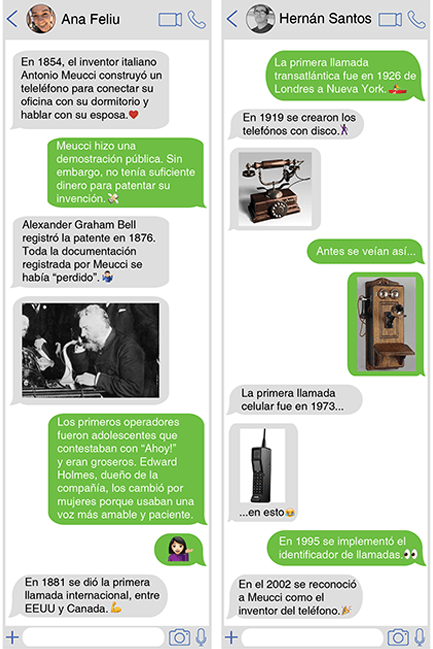 Ana Feliu
En 1854, el inventor italiano
Antonio Meucci construyó un
teleléfono para conectar su
oficina con su dormitorio y
hablar con su esposa.❤️
Meucci hizo una
demostración pública. Sin
embargo, no tenía suficiente
dinero para patentar su
invención.💸
Alexander Graham Bell
registró la patente en 1876.
Toda la documentación
registrada por Meucci se
había “perdido”.🤷🏻‍♂️
Los primeros operadores
fueron adolescentes que
contestaban con “Ahoy!”
y eran groseros. Edward
Holmes, dueño de la
compañía, los cambió por
mujeres porque usaban una
voz más amable y paciente.
💁🏻‍♀️
En 1881 se dió la primera
llamada internacional, entre
EEUU y Canada.💪
Hernán Santos
La primera llamada
transatlántica fue en 1926 de
Londres a Nueva York.🚤
En 1919 se crearon los
telefónos con disco.🕺
Antes se veían así...
La primera llamada
celular fue en 1973...
...en esto😂
En 1995 se implementó el
identificador de llamadas.👀
En el 2002 se reconoció
a Meucci como el
inventor del teléfono.🎉